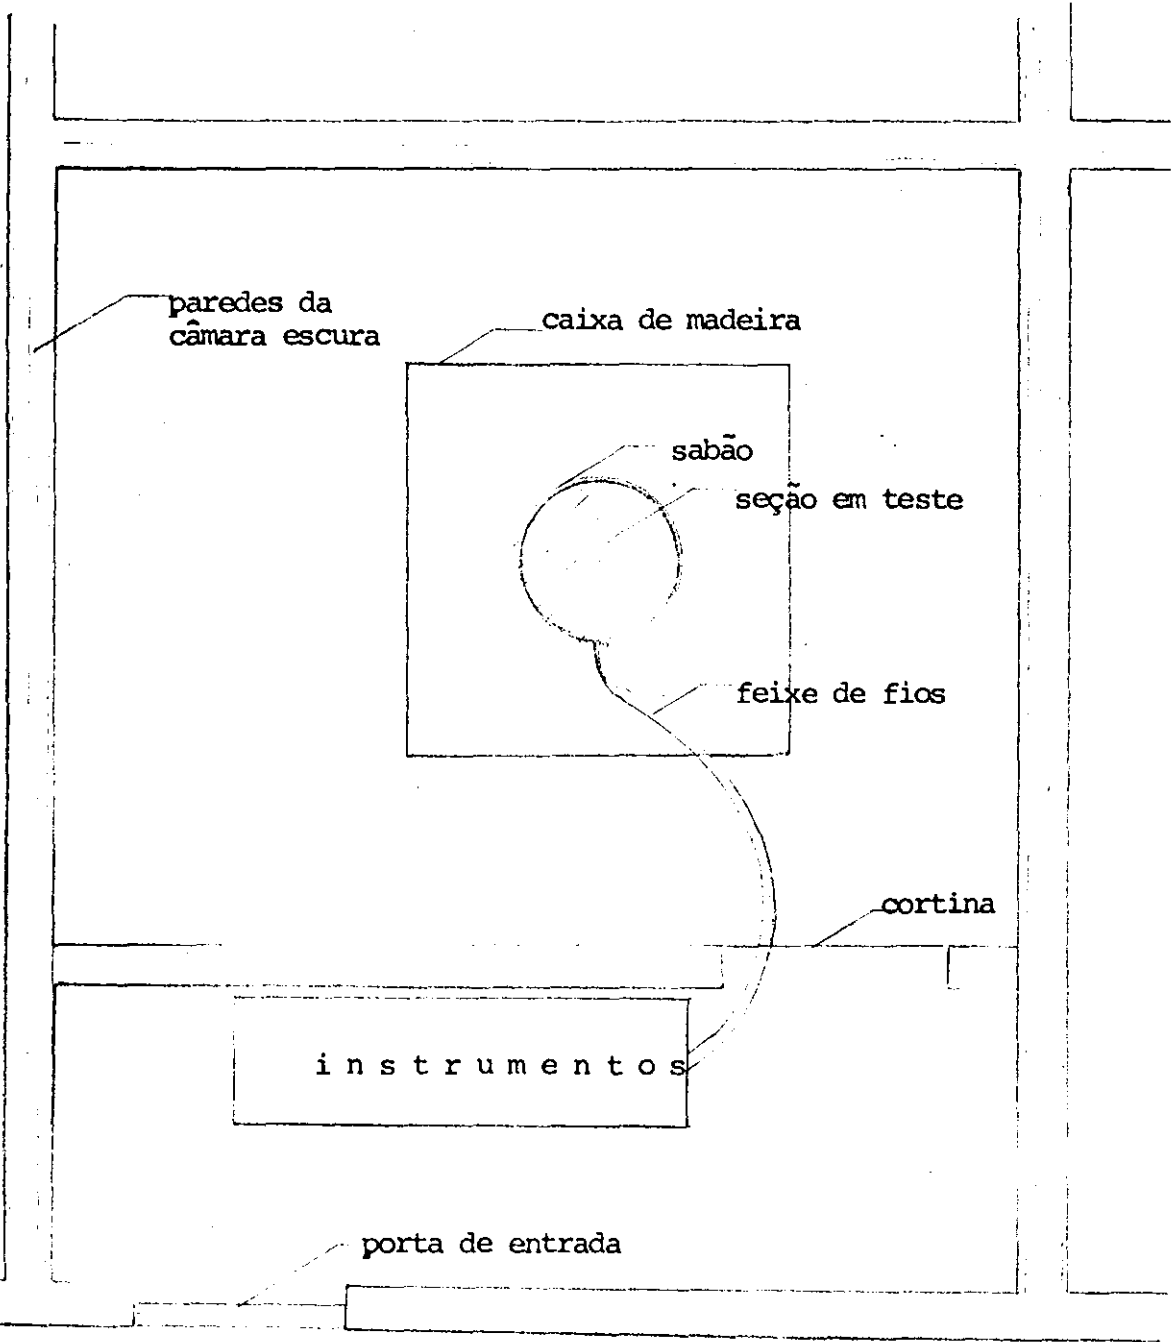 paredes da
câmara escura
caixa de madeira
sabão
seção em teste
feixe de fios
cortina
instrumentos
porta de entrada